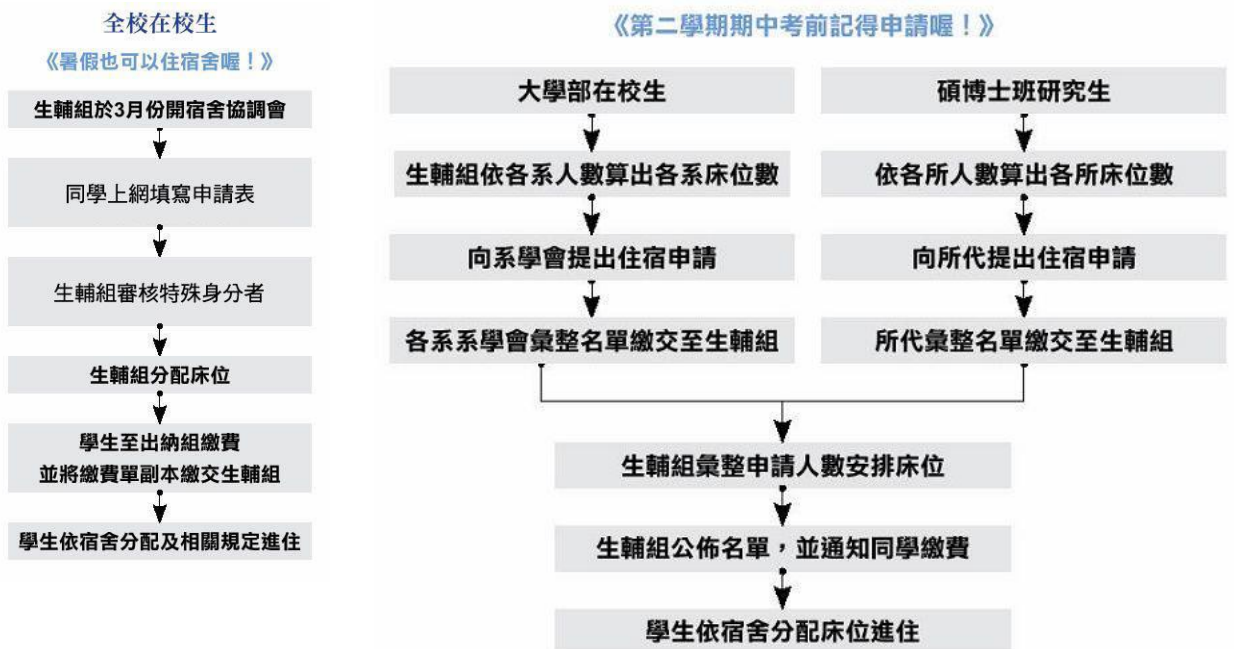 全校在校生
《暑假也可以住宿舍喔！》
生輔組於3月份開宿舍協調會
同學上網填寫申請表
生輔組審核特殊身分者
生輔組分配床位
學生至出納組繳費
並將繳費單副本繳交生輔組
學生依宿舍分配及相關規定進住
《第二學期期中考前記得申請喔！》
大學部在校生
生輔組依各系人數算出各系床位數
向系學會提出住宿申請
各系系學會彙整名單繳交至生輔組
碩博士班研究生
依各所人數算出各所床位數
向所代提出住宿申請
所代彙整名單繳交至生輔組
生輔組彙整申請人數安排床位
生輔組公佈名單，並通知同學繳費
學生依宿舍分配床位進住